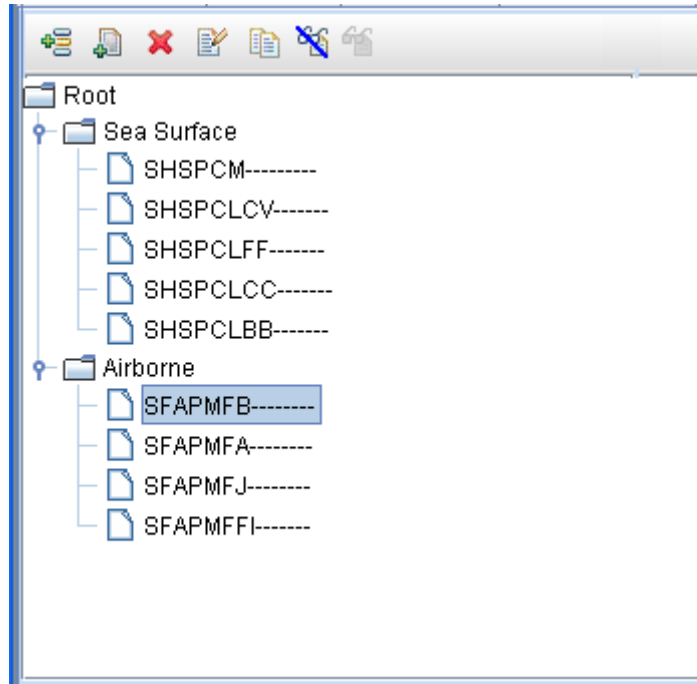 Root
Sea Surface
SHSPCM---------
SHSPCLCV-------
SHSPCLFF-------
SHSPCLCC-------
SHSPCLBB-------
Airborne
SFAPMFB--------
SFAPMFA--------
SFAPMFJ--------
SFAPMFFI-------